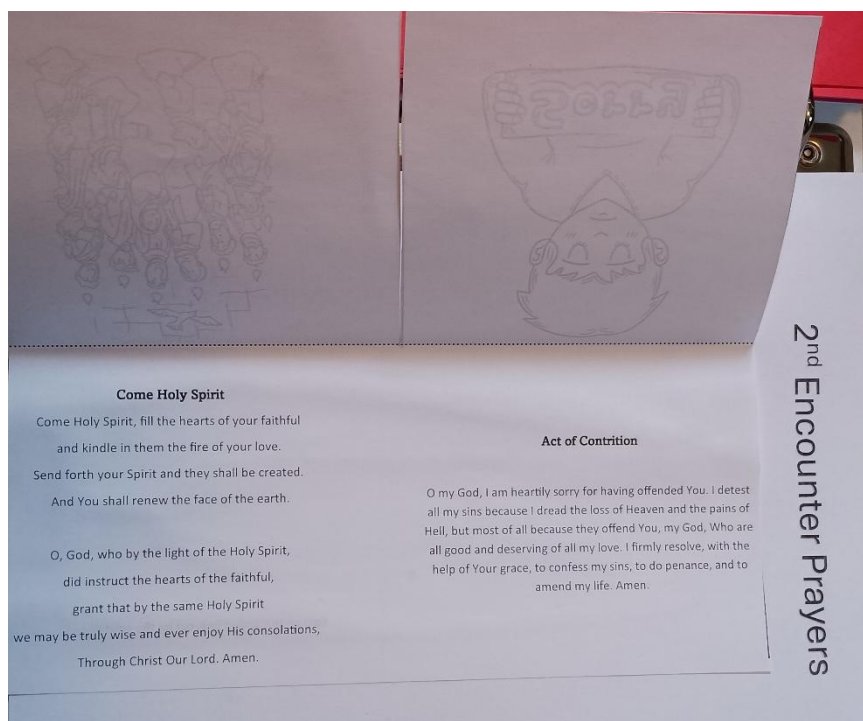 Come Holy Spirit
Come Holy Spirit, fill the hearts of your faithful
and kindle in them the fire of your love.
Send forth your Spirit and they shall be created.
And You shall renew the face of the earth.
O, God, who by the light of the Holy Spirit,
did instruct the hearts of the faithful,
grant that by the same Holy Spirit
we may be truly wise and ever enjoy His consolations,
Through Christ Our Lord. Amen.
Act of Contrition
O my God, I am heartily sorry for having offended You. I detest
all my sins because I dread the loss of Heaven and the pains of
Hell, but most of all because they offend You, my God, Who are
all good and deserving of all my love. I firmly resolve, with the
help of Your grace, to confess my sins, to do penance, and to
amend my life. Amen.
2nd Encounter Prayers